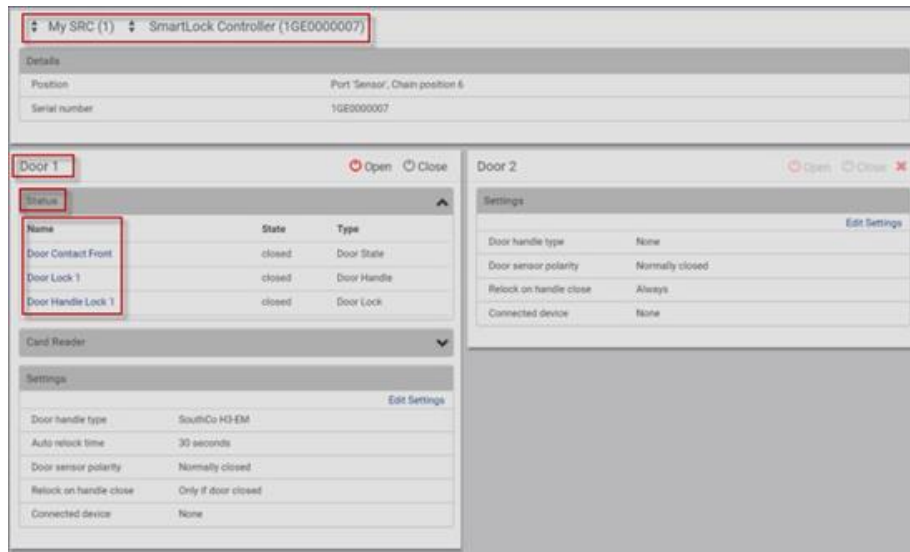 My SRC (1) SmartLock Controller (1GE0000007)
Details
Position Port 'Sensor', Chain position 6
Serial number 1GE0000007
Door 1 Open Close
Status
Name State Type
Door Contact Front closed Door State
Door Lock 1 closed Door Handle
Door Handle Lock 1 closed Door Lock
Card Reader
Settings
Edit Settings
Door handle type SouthCo H3-EM
Auto relock time 30 seconds
Door sensor polarity Normally closed
Relock on handle close Only if door closed
Connected device None
Door 2 Open Close
Settings
Edit Settings
Door handle type None
Door sensor polarity Normally closed
Relock on handle close Always
Connected device None